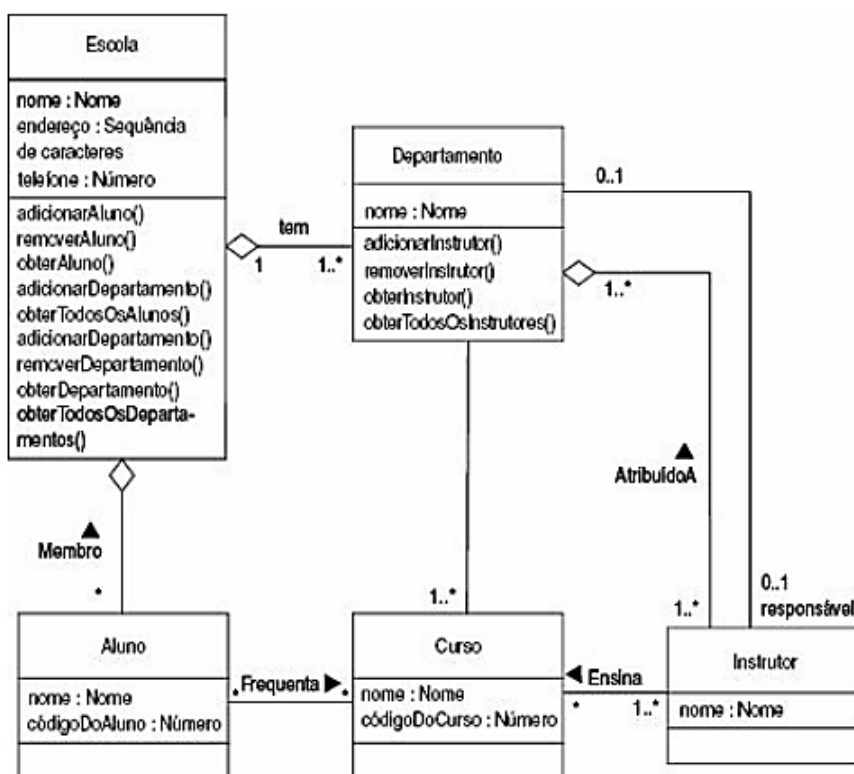 Escola
nome : Nome
endereço : Sequência
de caracteres
telefone : Número
adicionarAluno()
removerAluno()
obterAluno()
adicionarDepartamento()
obterTodosOsAlunos()
adicionarDepartamento()
removerDepartamento()
obterDepartamento()
obterTodosOsDeparta-
mentos()
tem
1
1..*
Departamento
nome : Nome
adicionarInstrutor()
removerInstrutor()
obterInstrutor()
obterTodosOsInstrutores()
0..1
1..*
AtribuídoA
Membro
*
1..*
1..*
0..1
responsável
Aluno
nome : Nome
códigoDoAluno : Número
* Frequenta *
Curso
nome : Nome
códigoDoCurso : Número
Ensina
*
1..*
Instrutor
nome : Nome